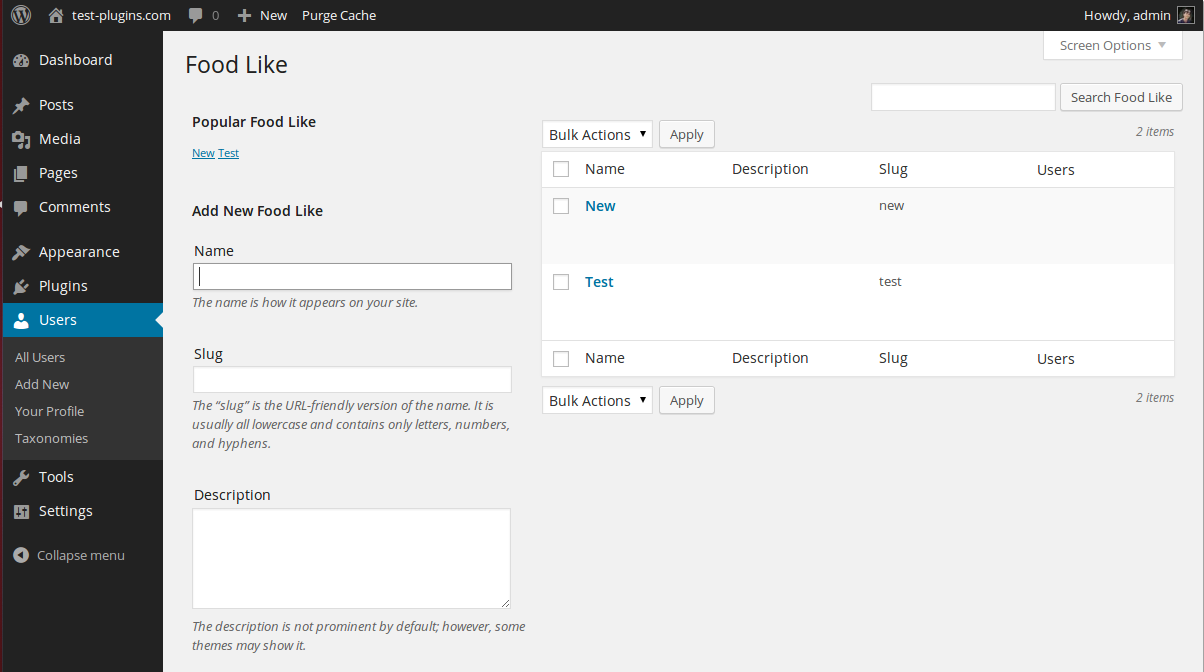 test-plugins.com 0 New Purge Cache Howdy, admin
Dashboard
Posts
Media
Pages
Comments
Appearance
Plugins
Users
All Users
Add New
Your Profile
Taxonomies
Tools
Settings
Collapse menu
Screen Options
Food Like
Search Food Like
Popular Food Like
New Test
Add New Food Like
Name
The name is how it appears on your site.
Slug
The “slug” is the URL-friendly version of the name. It is
usually all lowercase and contains only letters, numbers,
and hyphens.
Description
The description is not prominent by default; however, some
themes may show it.
Bulk Actions Apply 2 items
Name Description Slug Users
New new
Test test
Name Description Slug Users
Bulk Actions Apply 2 items